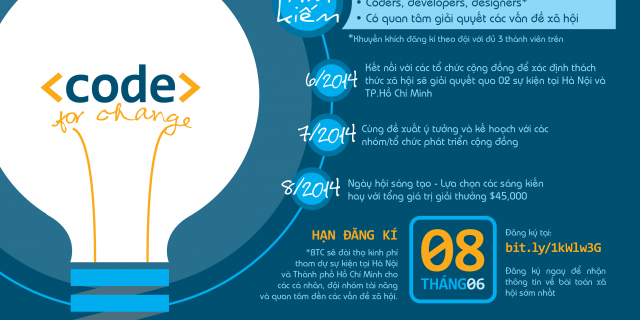 kiếm
• Coders, developers, designers*
• Có quan tâm giải quyết các vấn đề xã hội
*Khuyến khích đăng kí theo đội với đủ 3 thành viên trên
<code>
for change
6/2014
Kết nối với các tổ chức cộng đồng để xác định thách
thức xã hội sẽ giải quyết qua 02 sự kiện tại Hà Nội và
TP.Hồ Chí Minh
7/2014
Cùng đề xuất ý tưởng và kế hoạch với các
nhóm/tổ chức phát triển cộng đồng
8/2014
Ngày hội sáng tạo - Lựa chọn các sáng kiến
hay với tổng giá trị giải thưởng $45,000
HẠN ĐĂNG KÍ
*BTC sẽ đài thọ kinh phí
tham dự sự kiện tại Hà Nội
và Thành phố Hồ Chí Minh cho
các cá nhân, đội nhóm tài năng
và quan tâm đến các vấn đề xã hội.
08
THÁNG06
Đăng ký tại:
bit.ly/1kWlw3G
Đăng ký ngay để nhận
thông tin về bài toán xã
hội sớm nhất